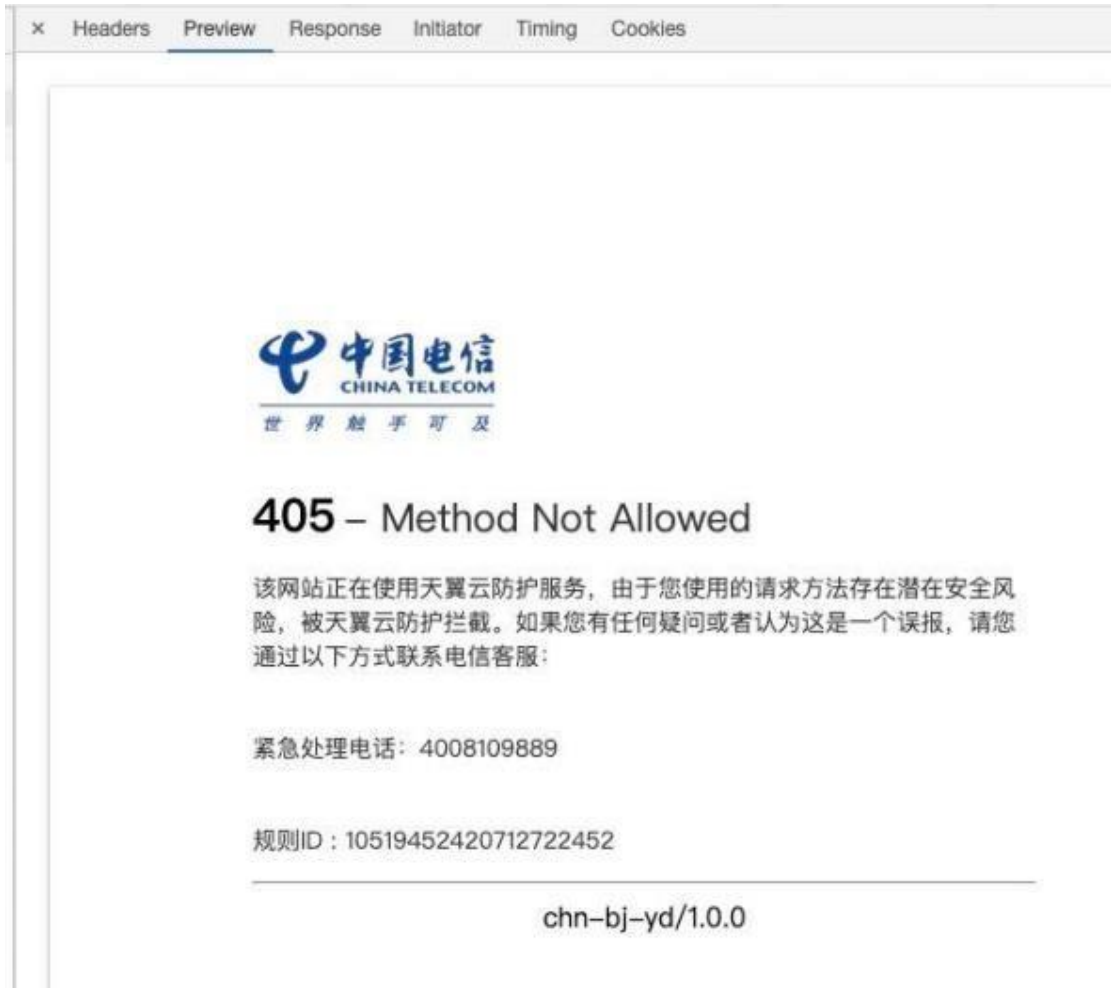 × Headers Preview Response Initiator Timing Cookies
中国电信
CHINA TELECOM
世界触手可及
405 – Method Not Allowed
该网站正在使用天翼云防护服务，由于您使用的请求方法存在潜在安全风
险，被天翼云防护拦截。如果您有任何疑问或者认为这是一个误报，请您
通过以下方式联系电信客服：
紧急处理电话：4008109889
规则ID：10519452420712722452
chn-bj-yd/1.0.0